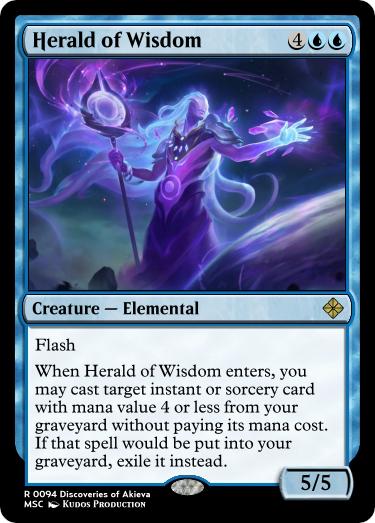 Herald of Wisdom 4
Creature — Elemental
Flash
When Herald of Wisdom enters, you
may cast target instant or sorcery card
with mana value 4 or less from your
graveyard without paying its mana cost.
If that spell would be put into your
graveyard, exile it instead.
5/5
R 0094 Discoveries of Akieva
MSC Kudos Production